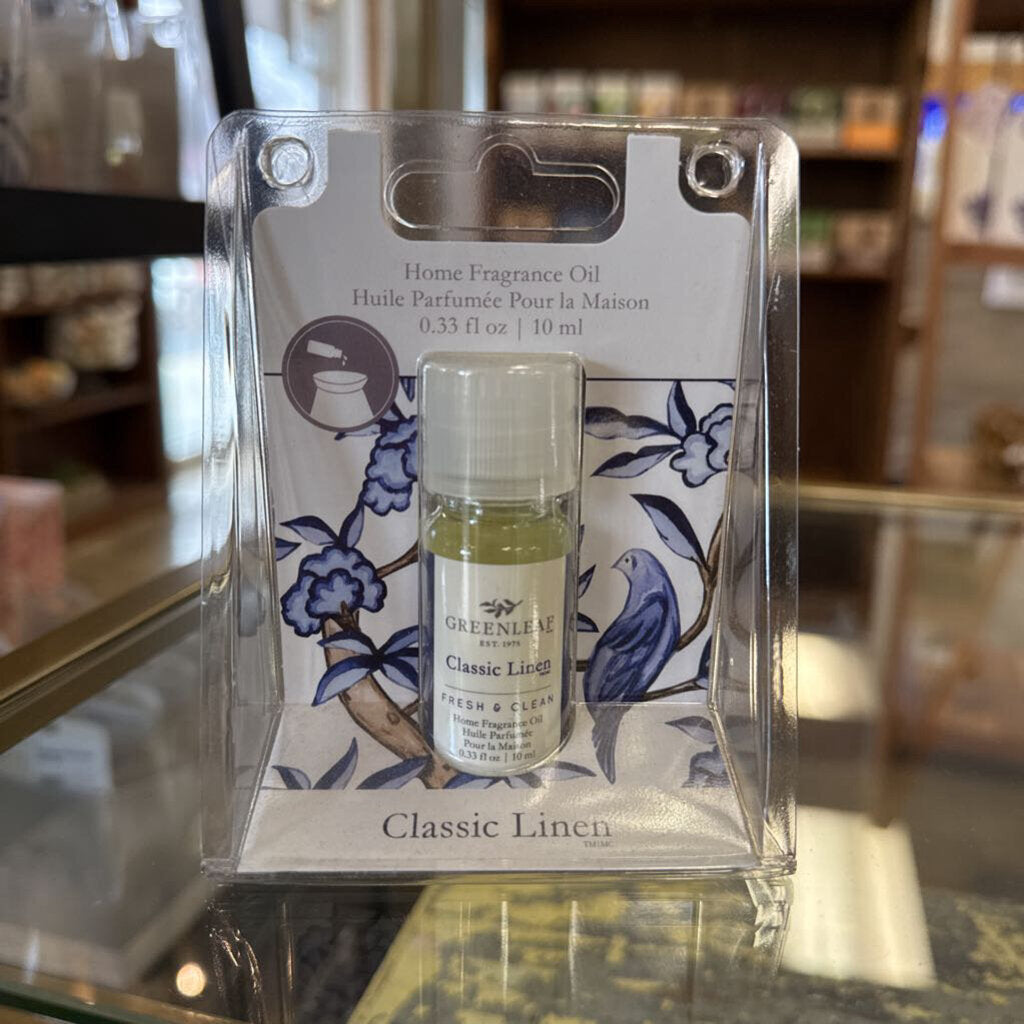 Home Fragrance Oil
Huile Parfumée Pour la Maison
0.33 fl oz | 10 ml
GREENLEAF
EST. 1975
Classic Linen
FRESH & CLEAN
Home Fragrance Oil
Huile Parfumée
Pour la Maison
0.33 fl oz | 10 ml
Classic Linen
TM|MC